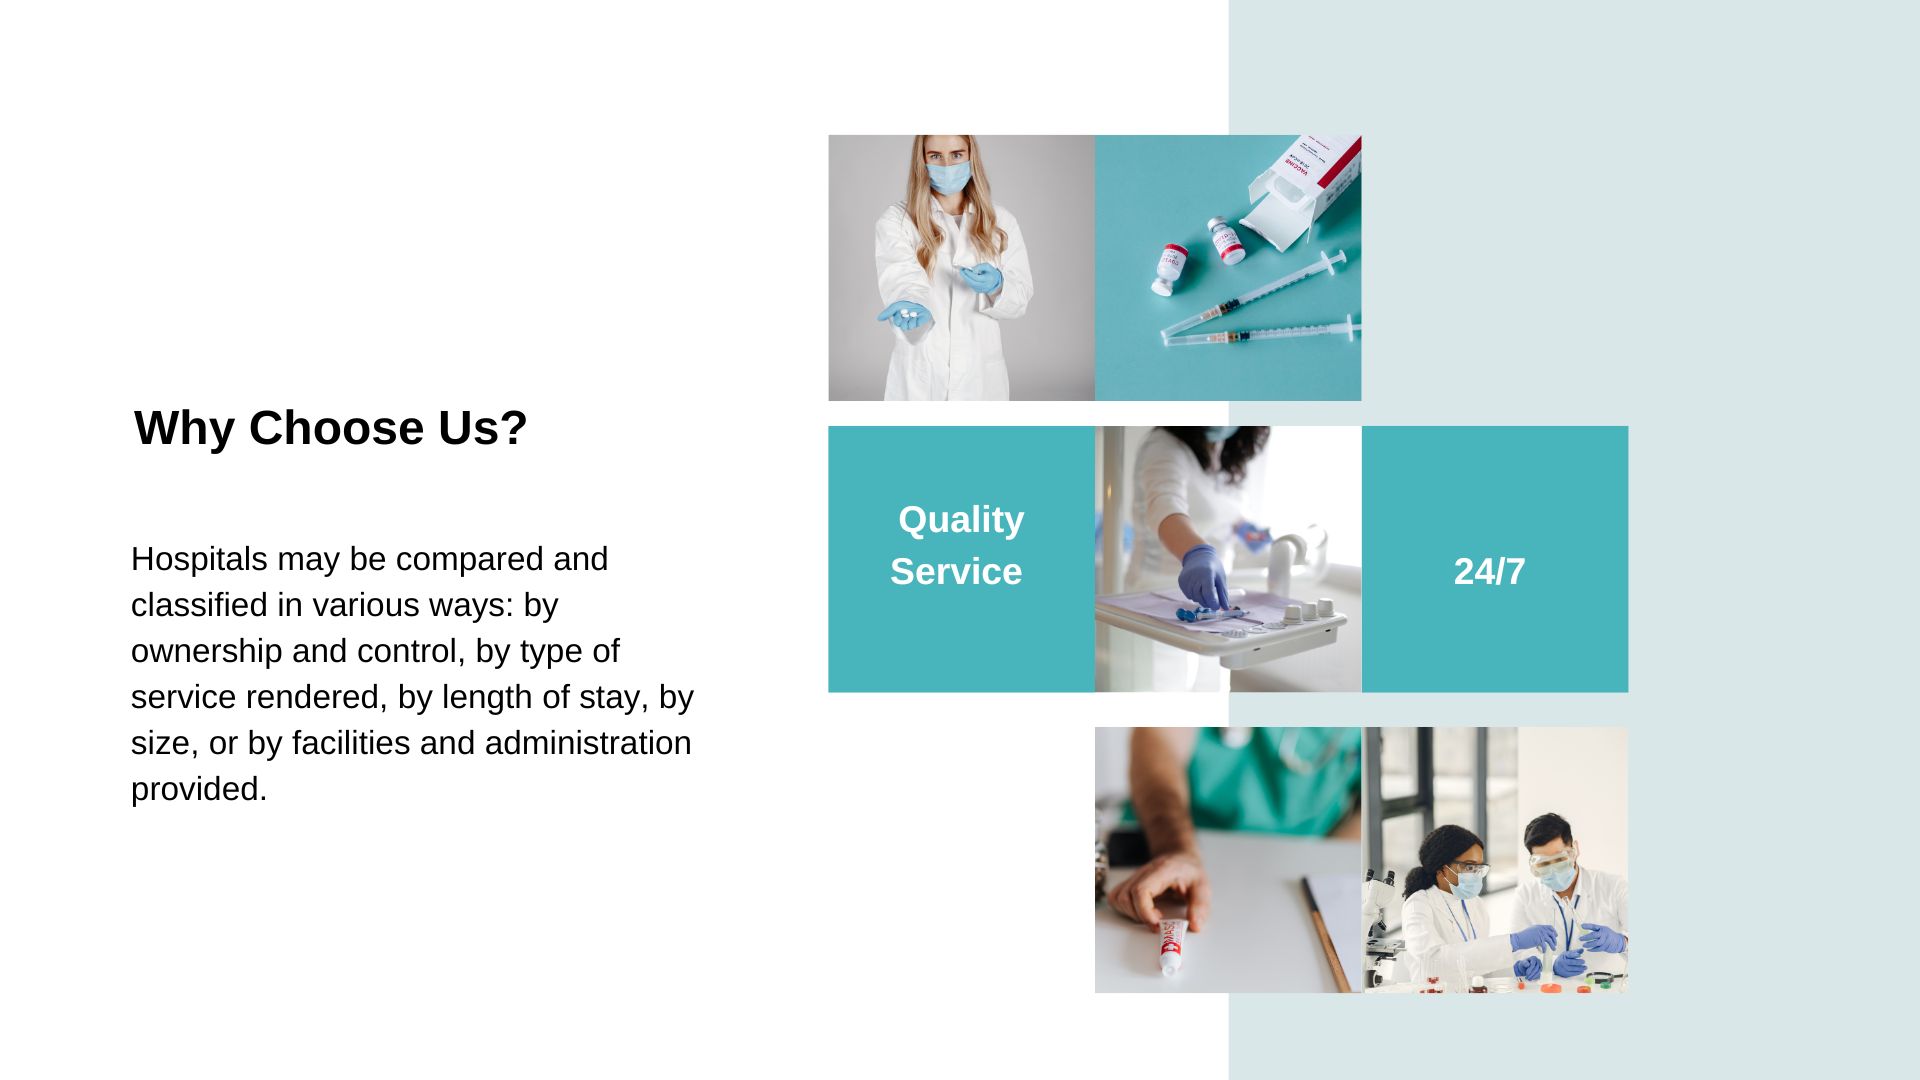 Why Choose Us?
Hospitals may be compared and
classified in various ways: by
ownership and control, by type of
service rendered, by length of stay, by
size, or by facilities and administration
provided.
VACCINE
Quality
Service
24/7